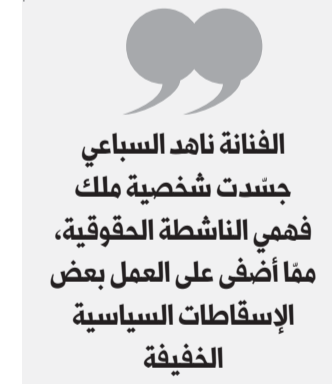 الفنانة ناهد السباعي
جسّدت شخصية ملك
فهمي الناشطة الحقوقية،
ممّا أضفى على العمل بعض
الإسقاطات السياسية
الخفيفة